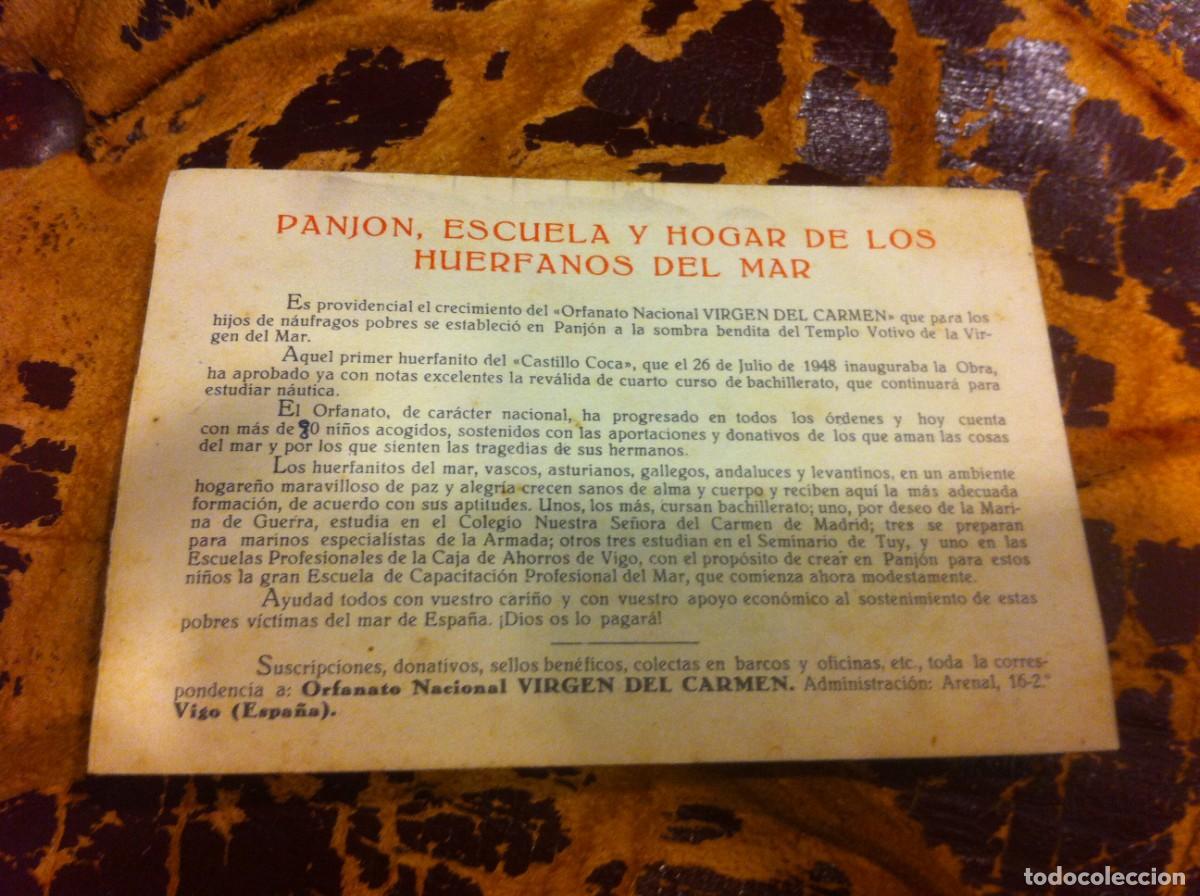 PANJON, ESCUELA Y HOGAR DE LOS
HUERFANOS DEL MAR
Es providencial el crecimiento del «Orfanato Nacional VIRGEN DEL CARMEN» que para los
hijos de náufragos pobres se estableció en Panjón a la sombra bendita del Templo Votivo de la Vir-
gen del Mar.
Aquel primer huerfanito del «Castillo Coca», que el 26 de Julio de 1948 inauguraba la Obra,
ha aprobado ya con notas excelentes la reválida de cuarto curso de bachillerato, que continuará para
estudiar náutica.
El Orfanato, de carácter nacional, ha progresado en todos los órdenes y hoy cuenta
con más de 80 niños acogidos, sostenidos con las aportaciones y donativos de los que aman las cosas
del mar y por los que sienten las tragedias de sus hermanos.
Los huerfanitos del mar, vascos, asturianos, gallegos, andaluces y levantinos, en un ambiente
hogareño maravilloso de paz y alegría crecen sanos de alma y cuerpo y reciben aquí la más adecuada
formación, de acuerdo con sus aptitudes. Unos, los más, cursan bachillerato; uno, por deseo de la Mari-
na de Guerra, estudia en el Colegio Nuestra Señora del Carmen de Madrid; tres se preparan
para marinos especialistas de la Armada; otros tres estudian en el Seminario de Tuy, y uno en las
Escuelas Profesionales de la Caja de Ahorros de Vigo, con el propósito de crear en Panjón para estos
niños la gran Escuela de Capacitación Profesional del Mar, que comienza ahora modestamente.
Ayudad todos con vuestro cariño y con vuestro apoyo económico al sostenimiento de estas
pobres víctimas del mar de España. ¡Dios os lo pagará!
Suscripciones, donativos, sellos benéficos, colectas en barcos y oficinas, etc., toda la corres-
pondencia a: Orfanato Nacional VIRGEN DEL CARMEN. Administración: Arenal, 16-2.º
Vigo (España).
todocoleccion